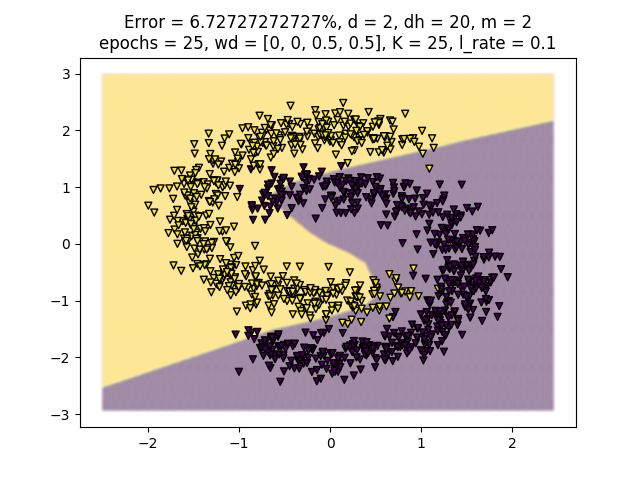 Error = 6.72727272727%, d = 2, dh = 20, m = 2
epochs = 25, wd = [0, 0, 0.5, 0.5], K = 25, l_rate = 0.1
3
2
1
0
−1
−2
−3
−2 −1 0 1 2